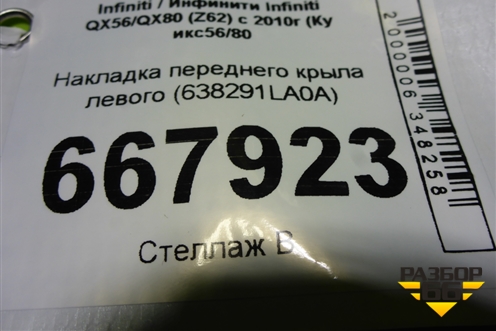 Infiniti / Инфинити Infiniti
QX56/QX80 (Z62) с 2010г (Ку
икс56/80
Накладка переднего крыла
левого (638291LA0A)
667923
Стеллаж В
2000006348258
РАЗБОР
86